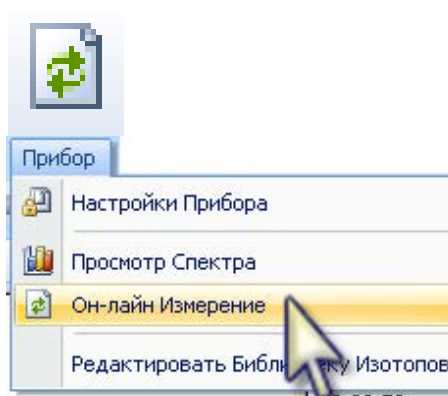 Прибор
Настройки Прибора
Просмотр Спектра
Он-лайн Измерение
Редактировать Изотопов